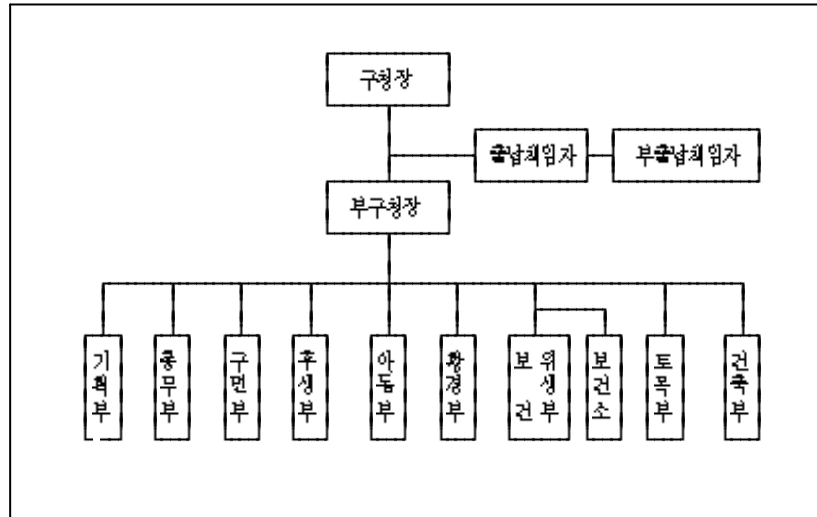 구청장
출납책임자
부출납책임자
부구청장
기획부
총무부
구민부
후생부
아동부
환경부
보건
위생부
보건소
토목부
건축부